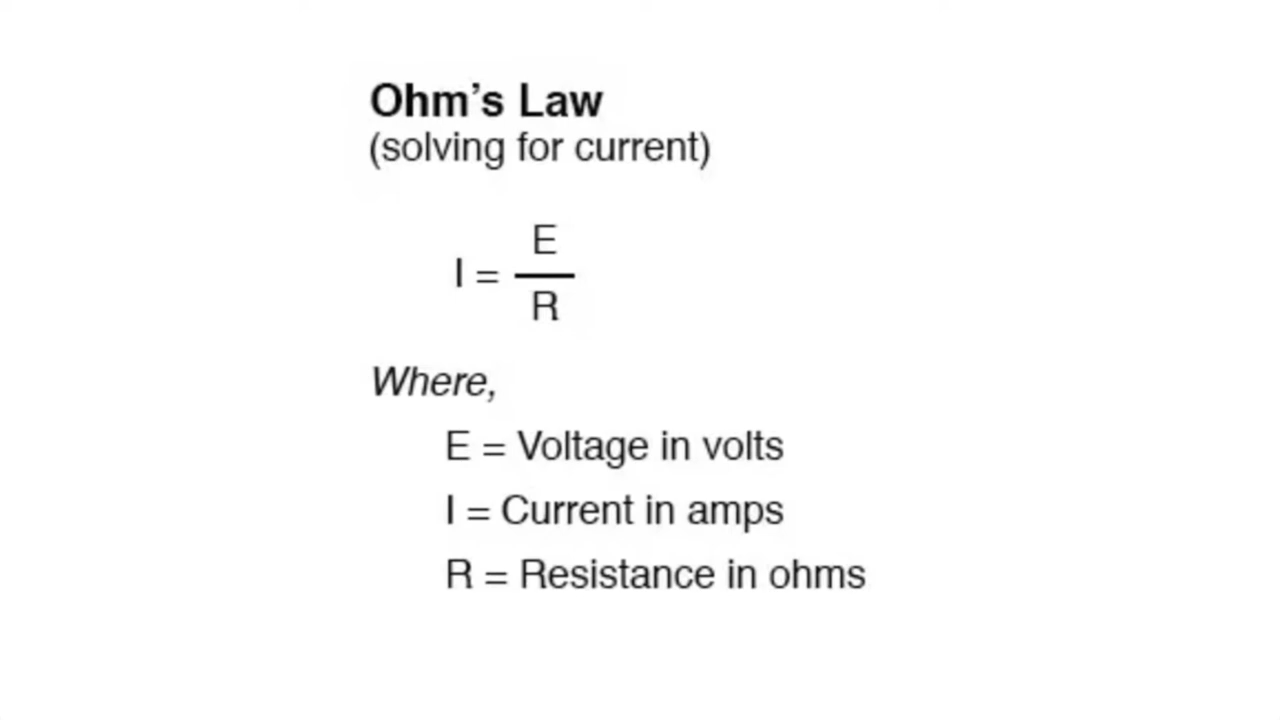 Ohm’s Law
(solving for current)
I = E
R
Where,
E = Voltage in volts
I = Current in amps
R = Resistance in ohms